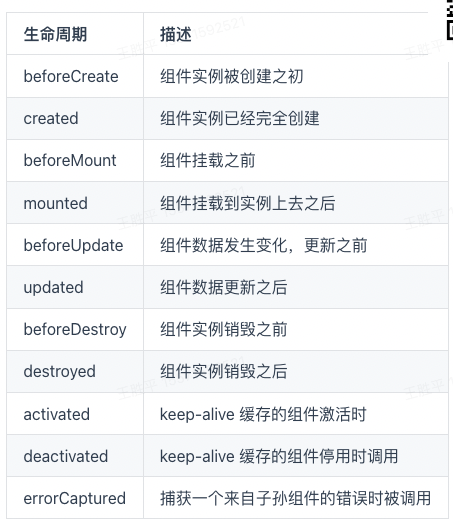 生命周期 描述
beforeCreate 组件实例被创建之初
created 组件实例已经完全创建
beforeMount 组件挂载之前
mounted 组件挂载到实例上去之后
beforeUpdate 组件数据发生变化，更新之前
updated 组件数据更新之后
beforeDestroy 组件实例销毁之前
destroyed 组件实例销毁之后
activated keep-alive 缓存的组件激活时
deactivated keep-alive 缓存的组件停用时调用
errorCaptured 捕获一个来自子孙组件的错误时被调用